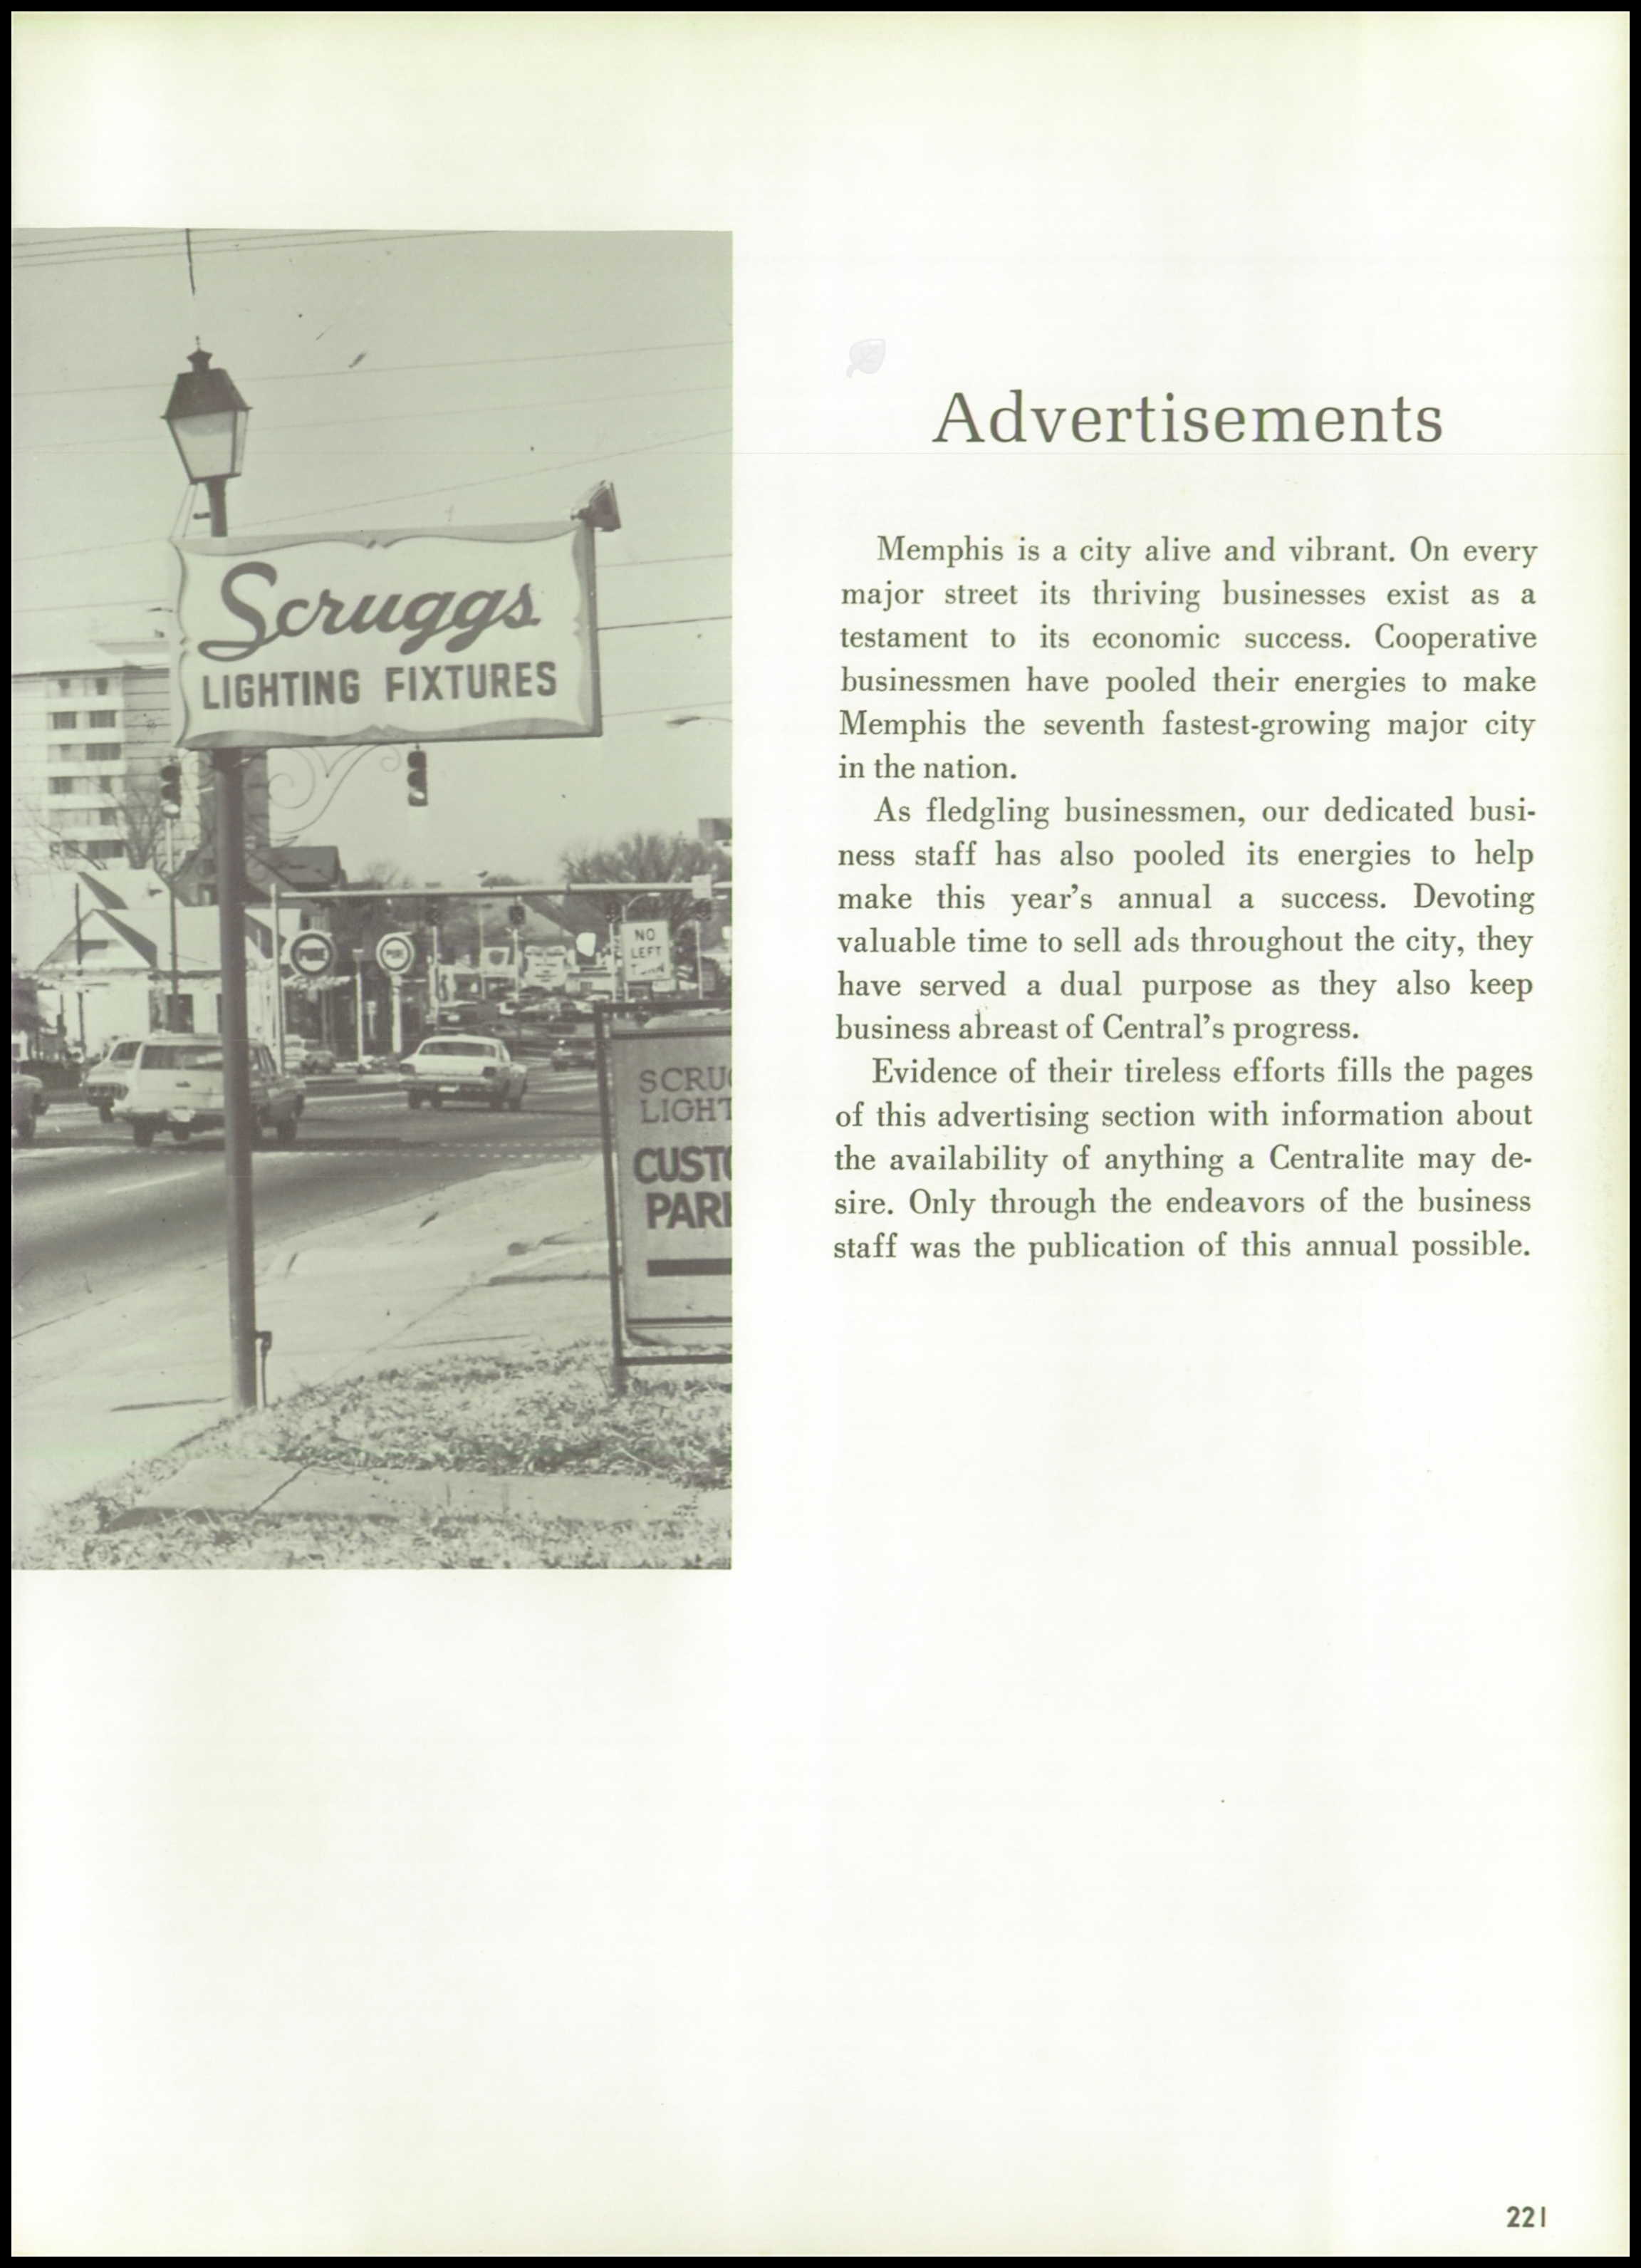 Scruggs
LIGHTING FIXTURES
PURE
PURE
NO
LEFT
TURN
SCRU
LIGHT
CUSTO
PAR
Advertisements
Memphis is a city alive and vibrant. On every
major street its thriving businesses exist as a
testament to its economic success. Cooperative
businessmen have pooled their energies to make
Memphis the seventh fastest-growing major city
in the nation.
As fledgling businessmen, our dedicated busi-
ness staff has also pooled its energies to help
make this year's annual a success. Devoting
valuable time to sell ads throughout the city, they
have served a dual purpose as they also keep
business abreast of Central's progress.
Evidence of their tireless efforts fills the pages
of this advertising section with information about
the availability of anything a Centralite may de-
sire. Only through the endeavors of the business
staff was the publication of this annual possible.
221